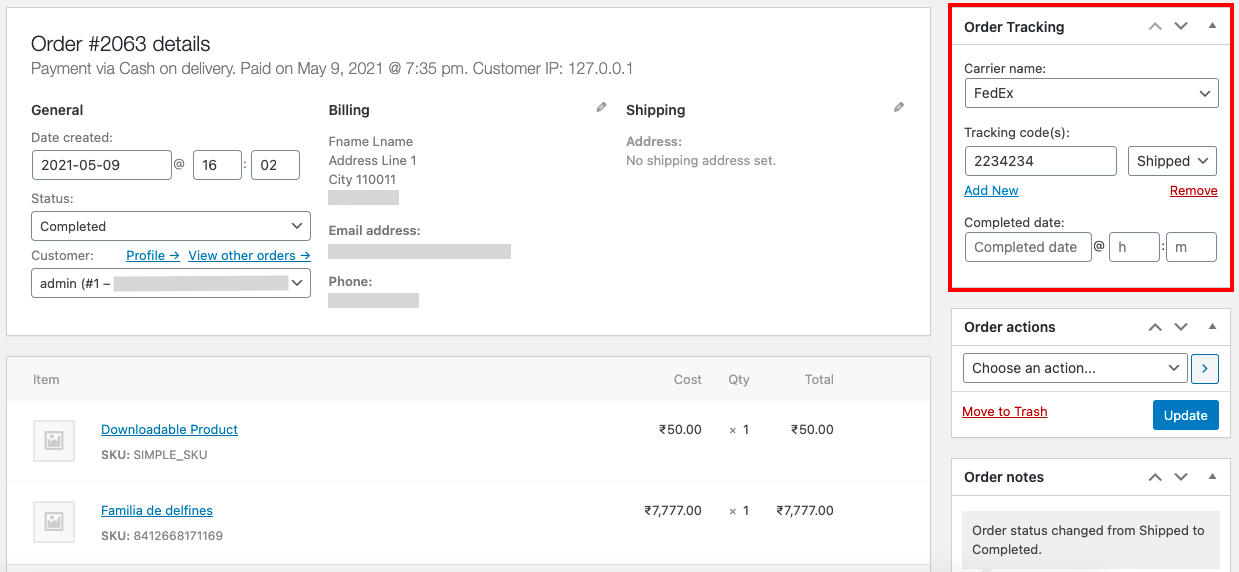 Order #2063 details
Payment via Cash on delivery. Paid on May 9, 2021 @ 7:35 pm. Customer IP: 127.0.0.1
General
Date created:
2021-05-09 @ 16 : 02
Status:
Completed
Customer: Profile → View other orders →
admin (#1 –
Billing
Fname Lname
Address Line 1
City 110011
Email address:
Phone:
Shipping
Address:
No shipping address set.
Item Cost Qty Total
Downloadable Product ₹50.00 × 1 ₹50.00
SKU: SIMPLE_SKU
Familia de delfines ₹7,777.00 × 1 ₹7,777.00
SKU: 8412668171169
Order Tracking
Carrier name:
FedEx
Tracking code(s):
2234234 Shipped
Add New Remove
Completed date:
Completed date @ h : m
Order actions
Choose an action...
Move to Trash Update
Order notes
Order status changed from Shipped to
Completed.